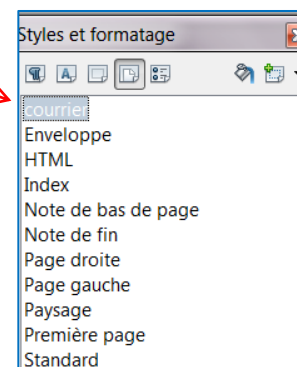 Styles et formatage
courrier
Enveloppe
HTML
Index
Note de bas de page
Note de fin
Page droite
Page gauche
Paysage
Première page
Standard